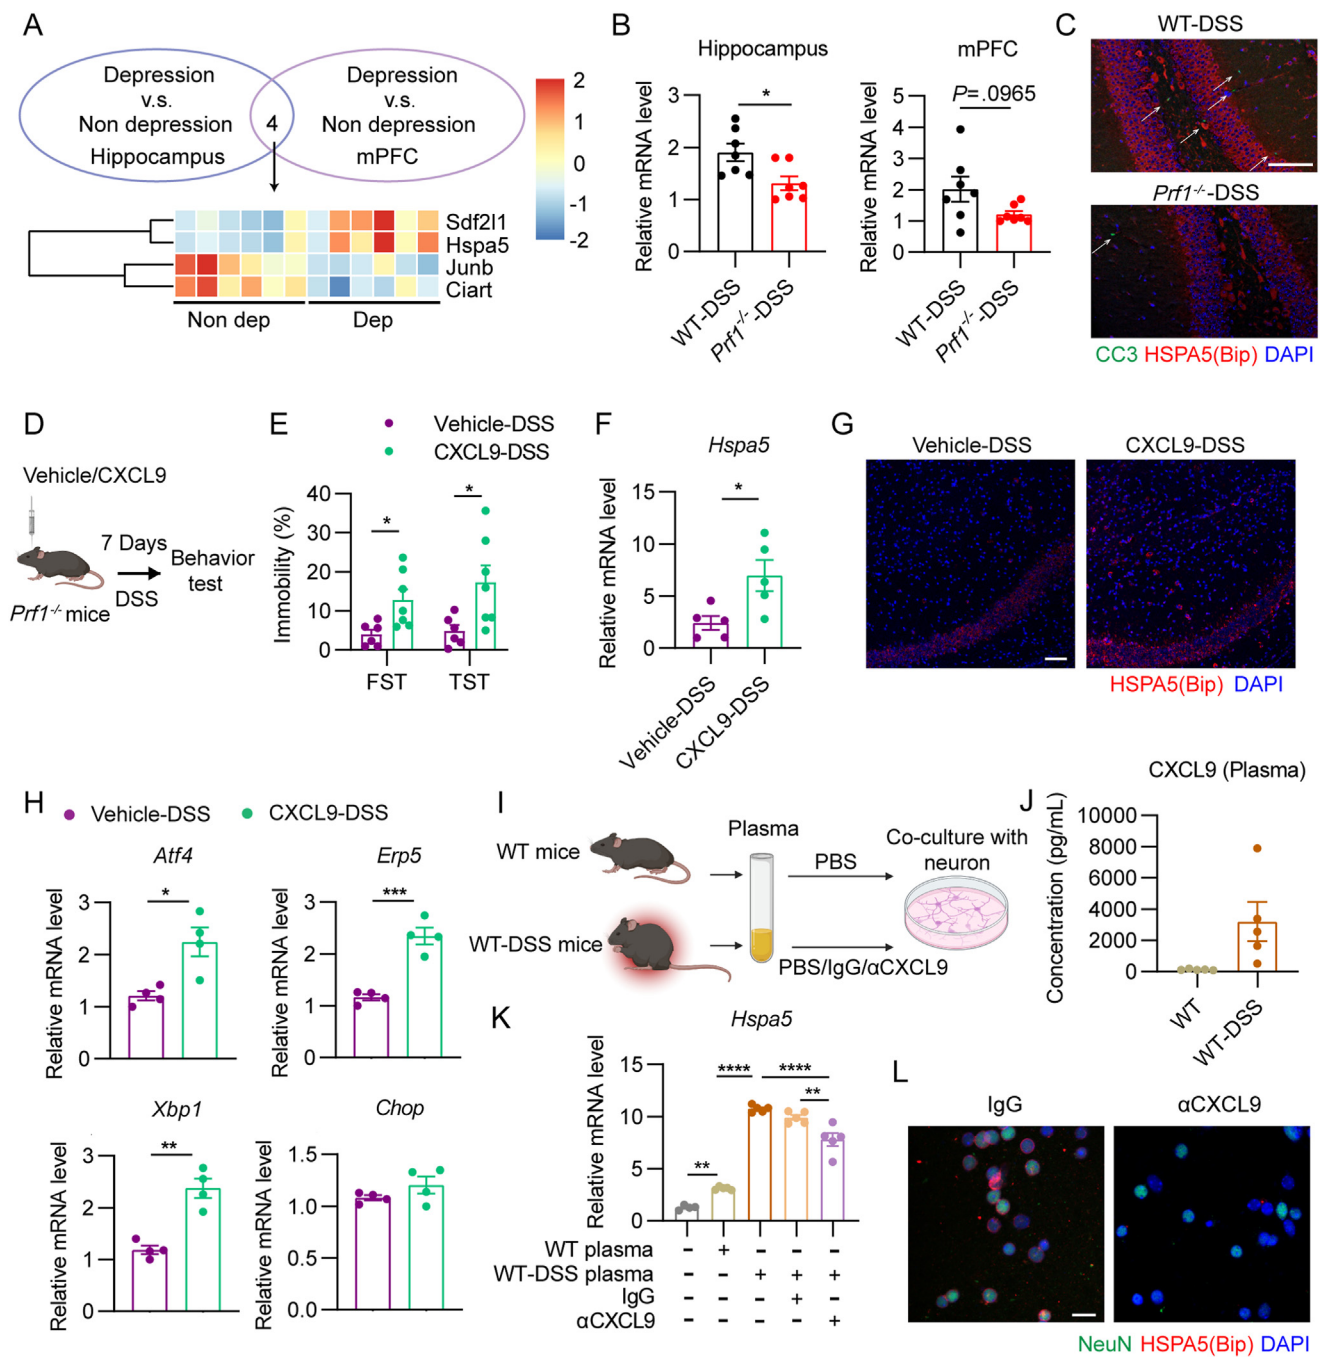 A
Depression
v.s.
Non depression
Hippocampus
4
Depression
v.s.
Non depression
mPFC
2
1
0
-1
-2
Sdf2l1
Hspa5
Junb
Ciart
Non dep
Dep
B
Hippocampus
Relative mRNA level
3
2
1
0
*
WT-DSS
Prf1-/--DSS
mPFC
Relative mRNA level
5
4
3
2
1
0
P=.0965
WT-DSS
Prf1-/--DSS
C
WT-DSS
Prf1-/--DSS
CC3 HSPA5(Bip) DAPI
D
Vehicle/CXCL9
7 Days
DSS
Behavior
test
Prf1-/- mice
E
Vehicle-DSS
CXCL9-DSS
Immobility (%)
40
30
20
10
0
*
*
FST
TST
F
Hspa5
Relative mRNA level
15
10
5
0
*
Vehicle-DSS
CXCL9-DSS
G
Vehicle-DSS
CXCL9-DSS
HSPA5(Bip) DAPI
H
Vehicle-DSS
CXCL9-DSS
Atf4
Relative mRNA level
3
2
1
0
*
Erp5
Relative mRNA level
3
2
1
0
***
Xbp1
Relative mRNA level
3
2
1
0
**
Chop
Relative mRNA level
1.5
1.0
0.5
0.0
I
WT mice
WT-DSS mice
Plasma
PBS
PBS/IgG/αCXCL9
Co-culture with
neuron
J
CXCL9 (Plasma)
Concentration (pg/mL)
10000
8000
6000
4000
2000
0
WT
WT-DSS
K
Hspa5
Relative mRNA level
15
10
5
0
**
****
****
**
WT plasma - + - - -
WT-DSS plasma - - + + +
IgG - - - + -
αCXCL9 - - - - +
L
IgG
αCXCL9
NeuN HSPA5(Bip) DAPI